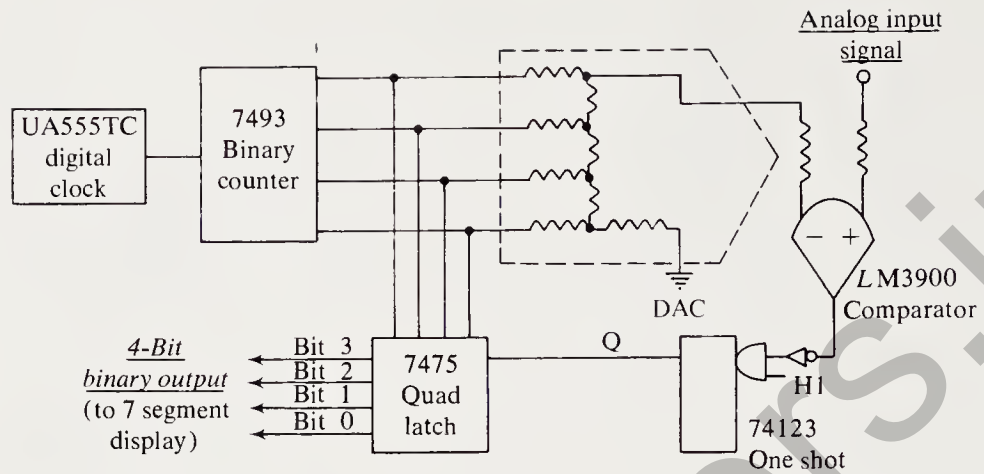 Analog input
signal
UA555TC
digital
clock
7493
Binary
counter
DAC
− +
LM3900
Comparator
4-Bit
binary output
(to 7 segment
display)
Bit 3
Bit 2
Bit 1
Bit 0
7475
Quad
latch
Q
H1
74123
One shot